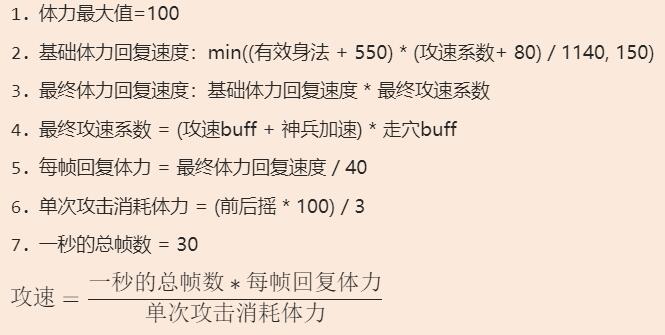 1. 体力最大值=100
2. 基础体力回复速度：min((有效身法 + 550) * (攻速系数+ 80) / 1140, 150)
3. 最终体力回复速度：基础体力回复速度 * 最终攻速系数
4. 最终攻速系数 = (攻速buff + 神兵加速) * 走穴buff
5. 每帧回复体力 = 最终体力回复速度 / 40
6. 单次攻击消耗体力 = (前后摇 * 100) / 3
7. 一秒的总帧数 = 30
攻速 = 一秒的总帧数 * 每帧回复体力
单次攻击消耗体力